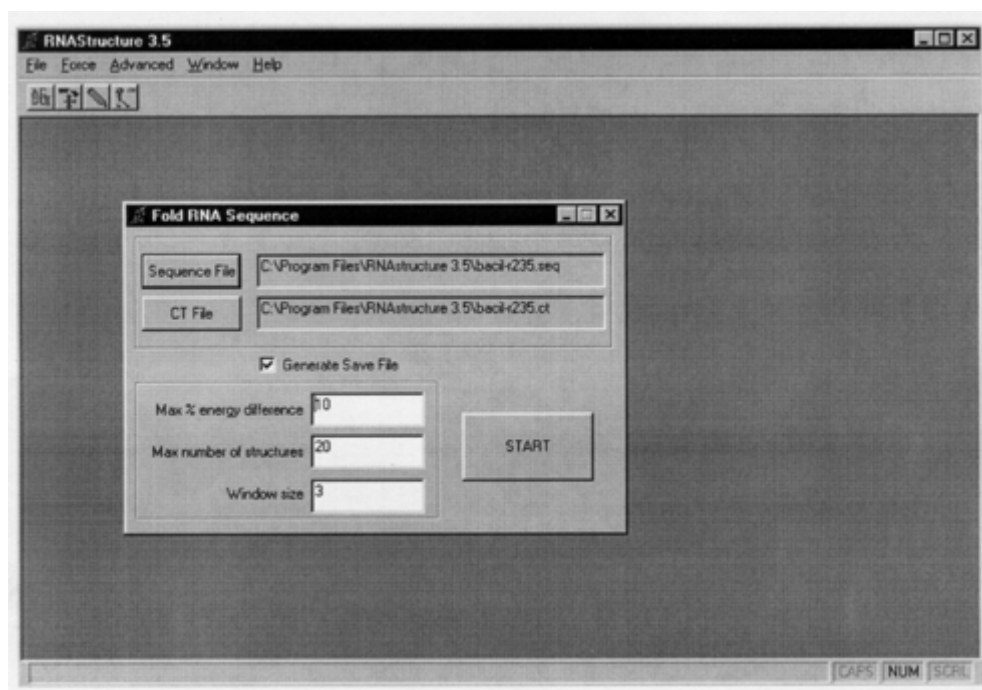 RNAStructure 3.5
File Force Advanced Window Help
Fold RNA Sequence
Sequence File C:\Program Files\RNAstructure 3.5\bacil-r235.seq
CT File C:\Program Files\RNAstructure 3.5\bacil-r235.ct
Generate Save File
Max % energy difference 10
Max number of structures 20
START
Window size 3
CAPS NUM SCRL